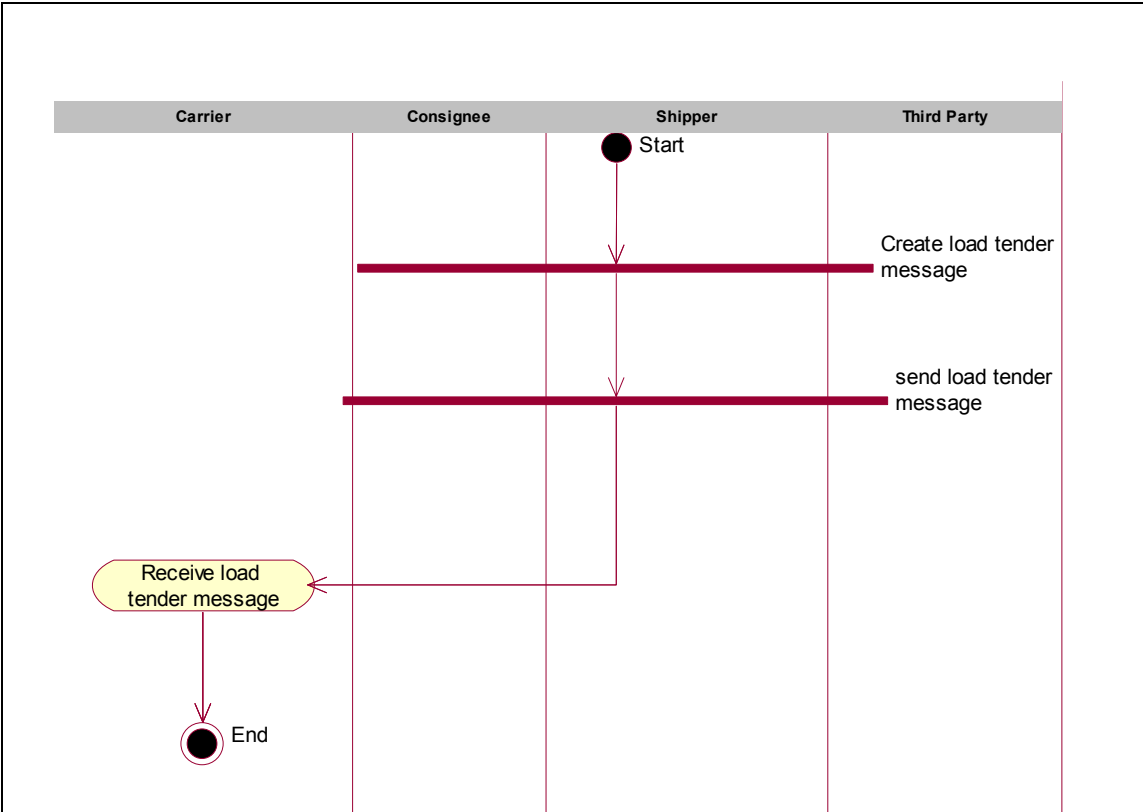 Carrier
Consignee
Shipper
Third Party
Start
Create load tender
message
send load tender
message
Receive load
tender message
End